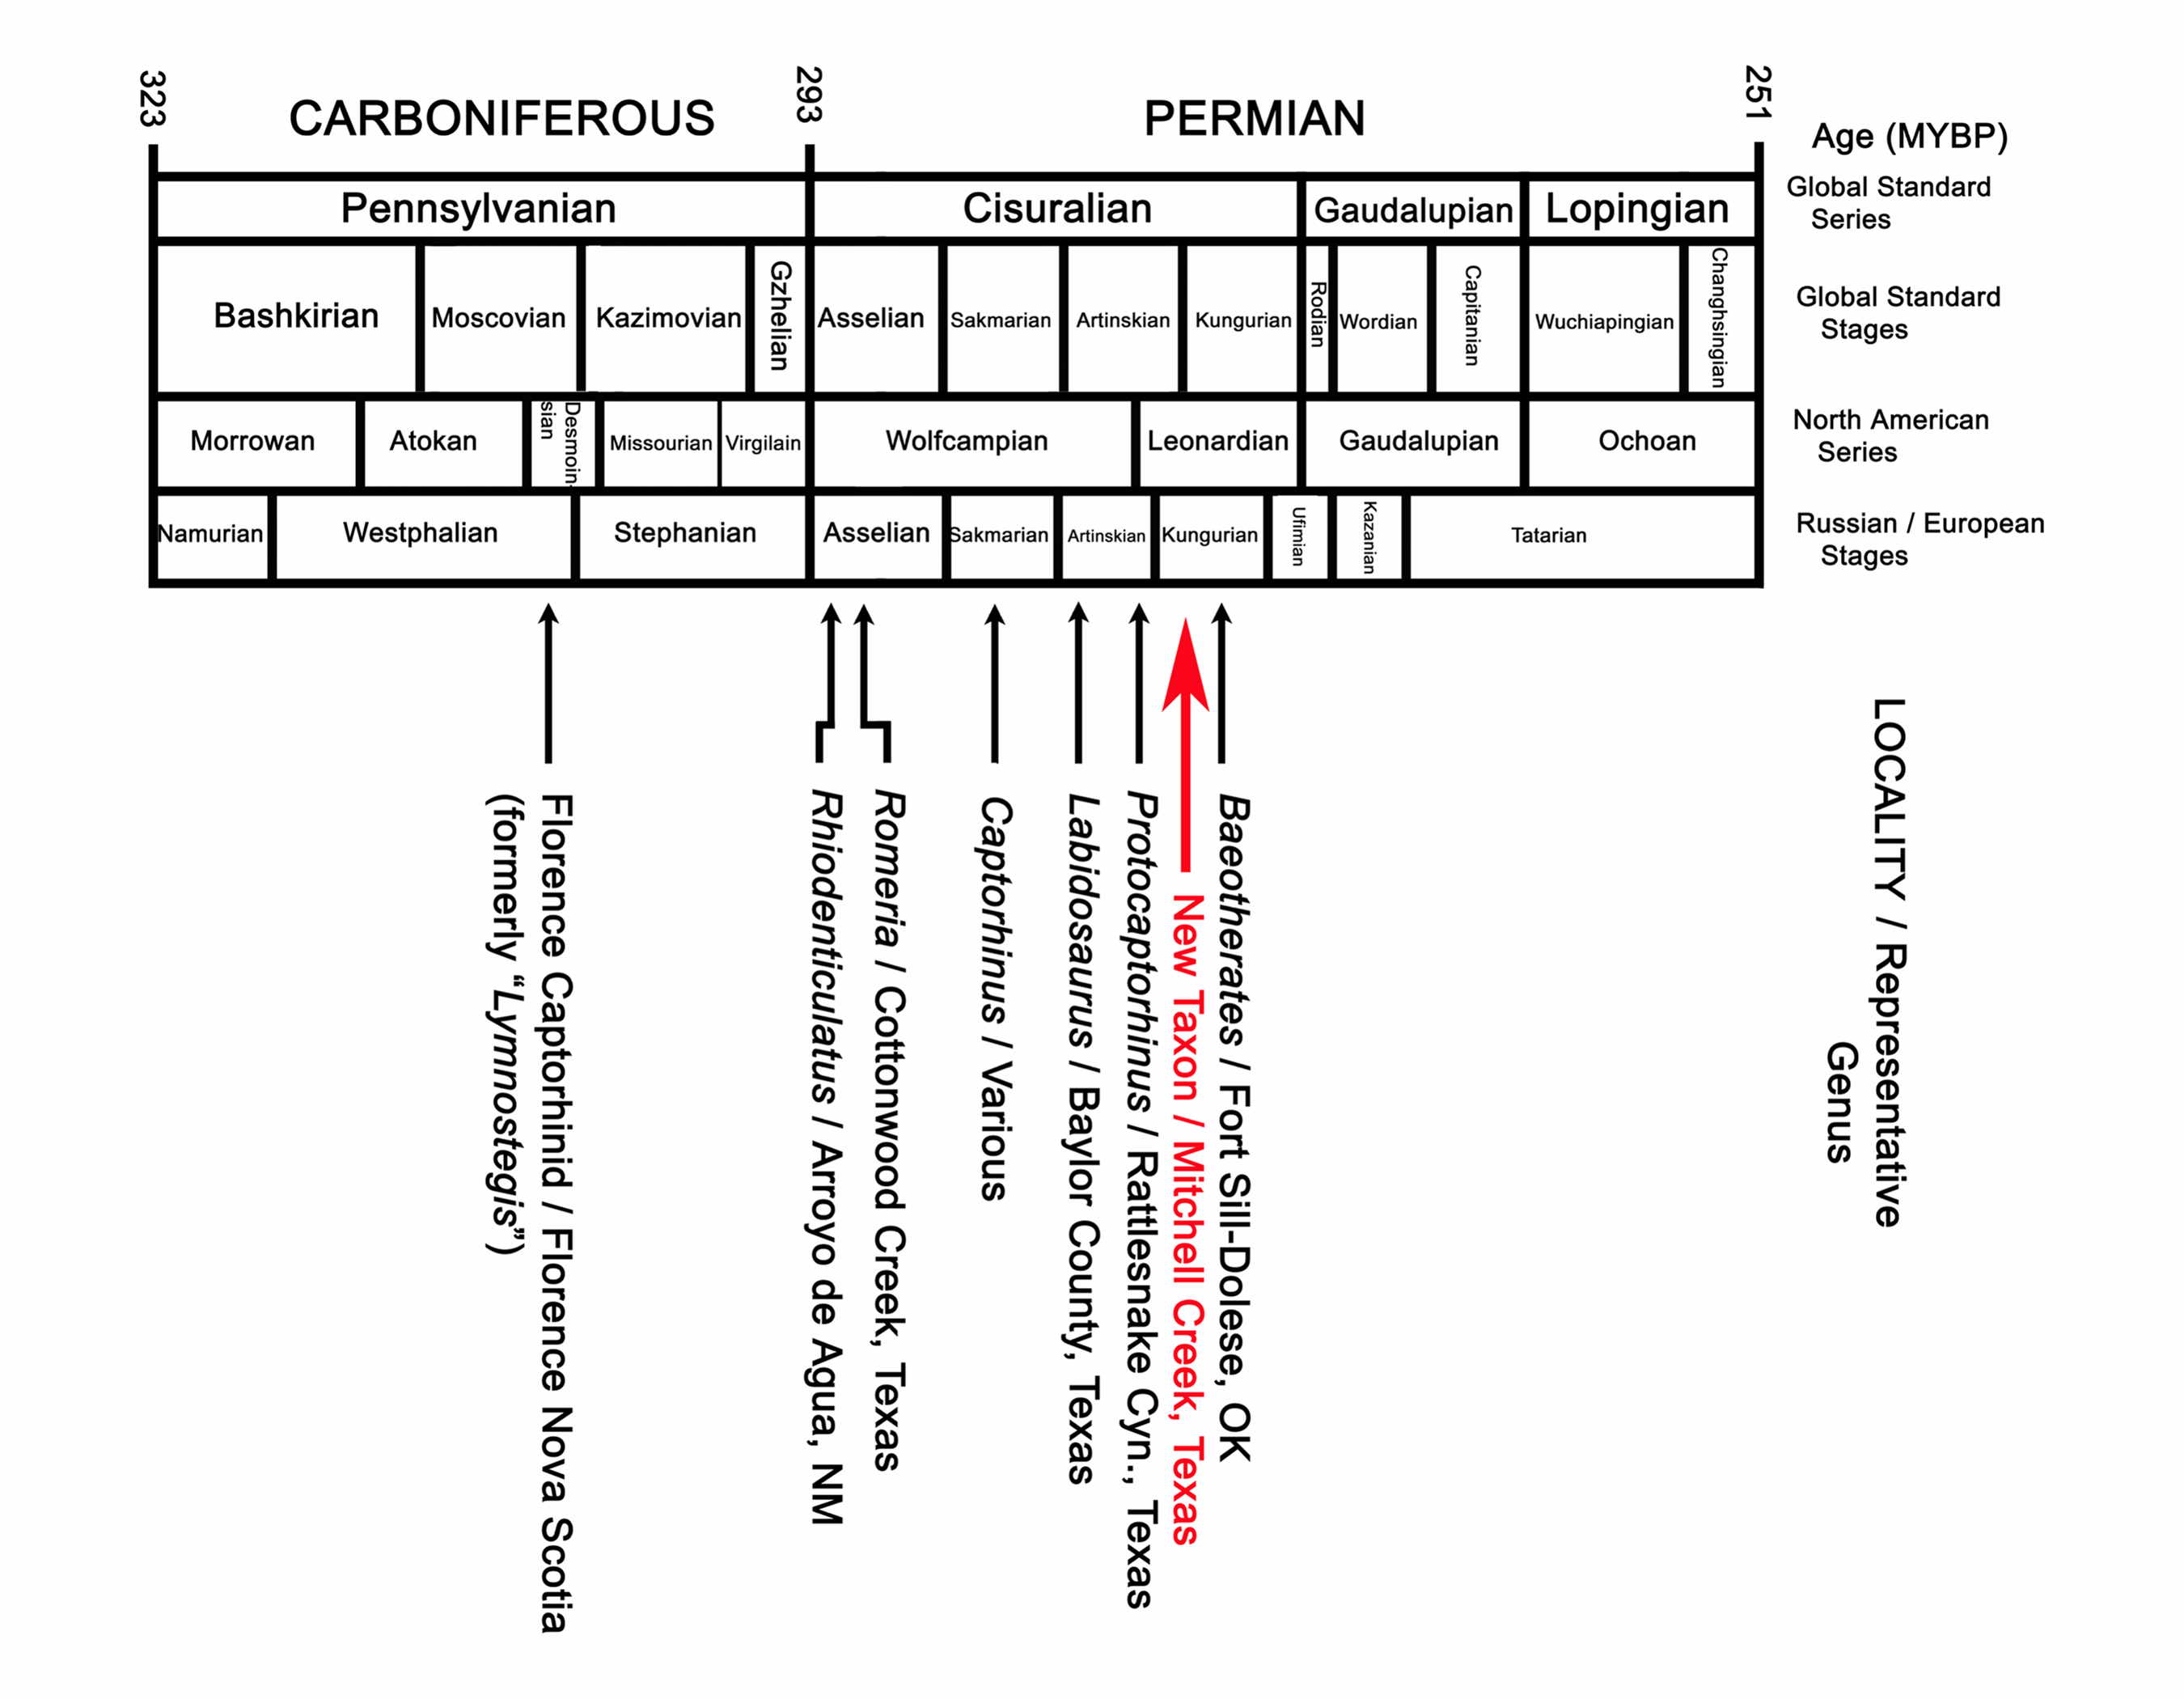 323
293
251
CARBONIFEROUS
PERMIAN
Age (MYBP)
Pennsylvanian
Cisuralian
Gaudalupian
Lopingian
Global Standard
Series
Bashkirian
Moscovian
Kazimovian
Gzhelian
Asselian
Sakmarian
Artinskian
Kungurian
Rodian
Wordian
Capitanian
Wuchiapingian
Changhsingian
Global Standard
Stages
Morrowan
Atokan
Desmoin-
sian
Missourian
Virgilain
Wolfcampian
Leonardian
Gaudalupian
Ochoan
North American
Series
Namurian
Westphalian
Stephanian
Asselian
Sakmarian
Artinskian
Kungurian
Ufimian
Kazanian
Tatarian
Russian / European
Stages
Florence Captorhinid / Florence Nova Scotia
(formerly “Lymnostegis”)
Rhiodenticulatus / Arroyo de Agua, NM
Romeria / Cottonwood Creek, Texas
Captorhinus / Various
Labidosaurus / Baylor County, Texas
Protocaptorhinus / Rattlesnake Cyn., Texas
New Taxon / Mitchell Creek, Texas
Baeotherates / Fort Sill-Dolese, OK
LOCALITY / Representative
Genus